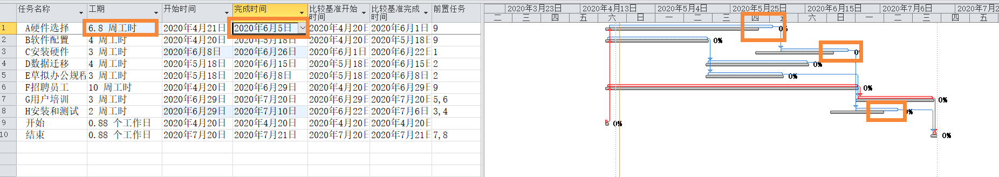 任务名称 工期 开始时间 完成时间 比较基准开始时间 比较基准完成时间 前置任务
1 A硬件选择 6.8 周工时 2020年4月21日 2020年6月5日 2020年4月20日 2020年6月1日 9
2 B软件配置 4 周工时 2020年4月20日 2020年5月18日 2020年4月20日 2020年5月18日 9
3 C安装硬件 3 周工时 2020年6月8日 2020年6月26日 2020年6月1日 2020年6月22日 1
4 D数据迁移 4 周工时 2020年5月18日 2020年6月15日 2020年5月18日 2020年6月15日 2
5 E草拟办公规程 3 周工时 2020年5月18日 2020年6月8日 2020年5月18日 2020年6月8日 2
6 F招聘员工 10 周工时 2020年4月20日 2020年6月29日 2020年4月20日 2020年6月29日 9
7 G用户培训 3 周工时 2020年6月29日 2020年7月20日 2020年6月29日 2020年7月20日 5,6
8 H安装和测试 2 周工时 2020年6月29日 2020年7月10日 2020年6月22日 2020年7月6日 3,4
9 开始 0.88 个工作日 2020年4月20日 2020年4月20日 2020年4月20日 2020年4月20日
10 结束 0.88 个工作日 2020年7月20日 2020年7月21日 2020年7月20日 2020年7月21日 7,8
2020年3月23日 2020年4月13日 2020年5月4日 2020年5月25日 2020年6月15日 2020年7月6日 2020年7月2
二 三 四 五 六 日 一 二 三 四 五 六 日 一 二 三 四 五
0%
0%
0%
0%
0%
0%
0%
0%
0%
0%